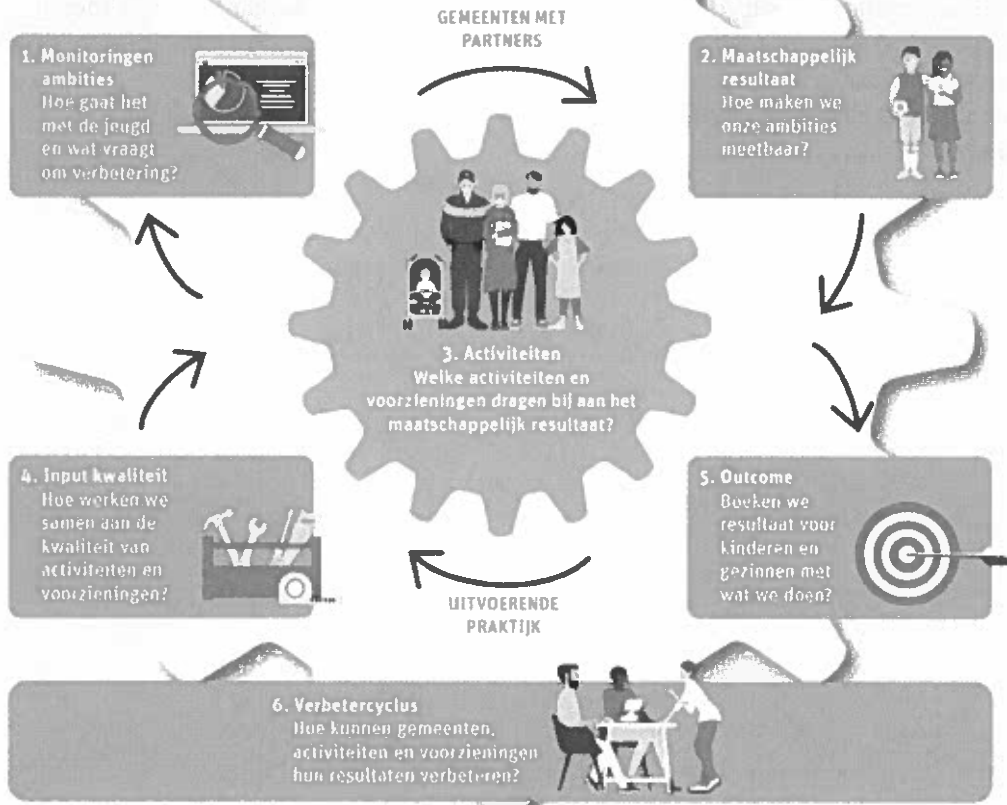 GEMEENTEN MET
PARTNERS
1. Monitoringen
ambities
Hoe gaat het
met de jeugd
en wat vraagt
om verbetering?
2. Maatschappelijk
resultaat
Hoe maken we
onze ambities
meetbaar?
3. Activiteiten
Welke activiteiten en
voorzieningen dragen bij aan het
maatschappelijk resultaat?
4. Input kwaliteit
Hoe werken we
samen aan de
kwaliteit van
activiteiten en
voorzieningen?
5. Outcome
Boeken we
resultaat voor
kinderen en
gezinnen met
wat we doen?
UITVOERENDE
PRAKTIJK
6. Verbetercyclus
Hoe kunnen gemeenten,
activiteiten en voorzieningen
hun resultaten verbeteren?